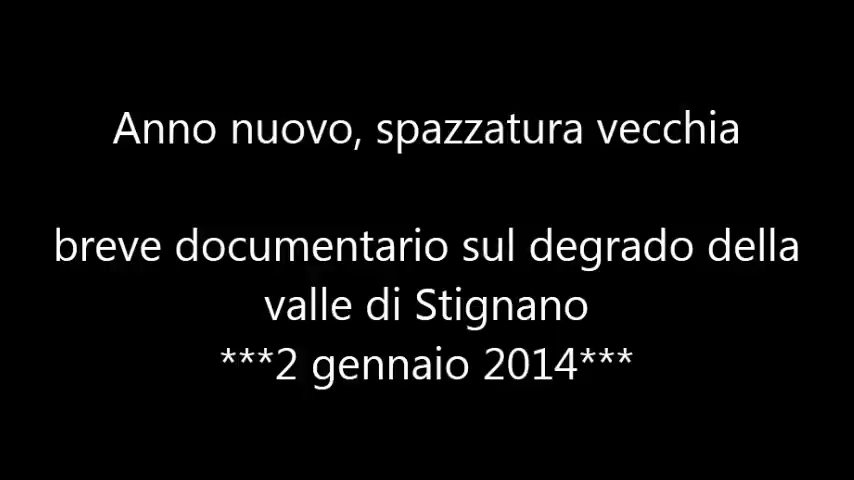 Anno nuovo, spazzatura vecchia
breve documentario sul degrado della
valle di Stignano
***2 gennaio 2014***